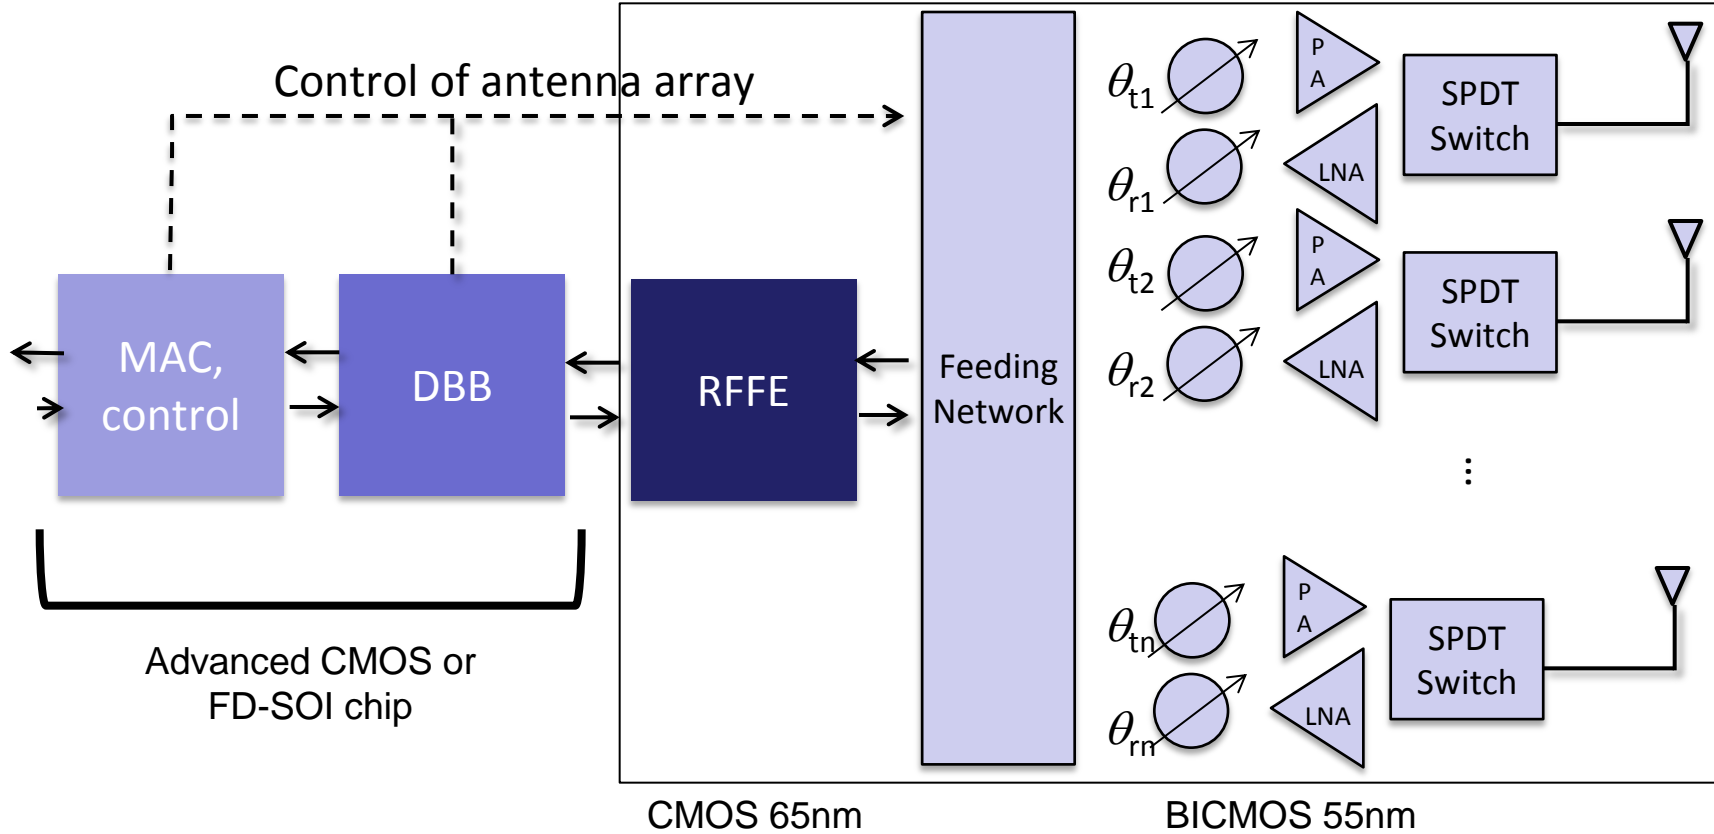 Control of antenna array
MAC,
control
DBB
RFFE
Feeding
Network
θt1
θr1
θt2
θr2
θtn
θrn
P
A
LNA
P
A
LNA
P
A
LNA
SPDT
Switch
SPDT
Switch
...
SPDT
Switch
Advanced CMOS or
FD-SOI chip
CMOS 65nm
BICMOS 55nm